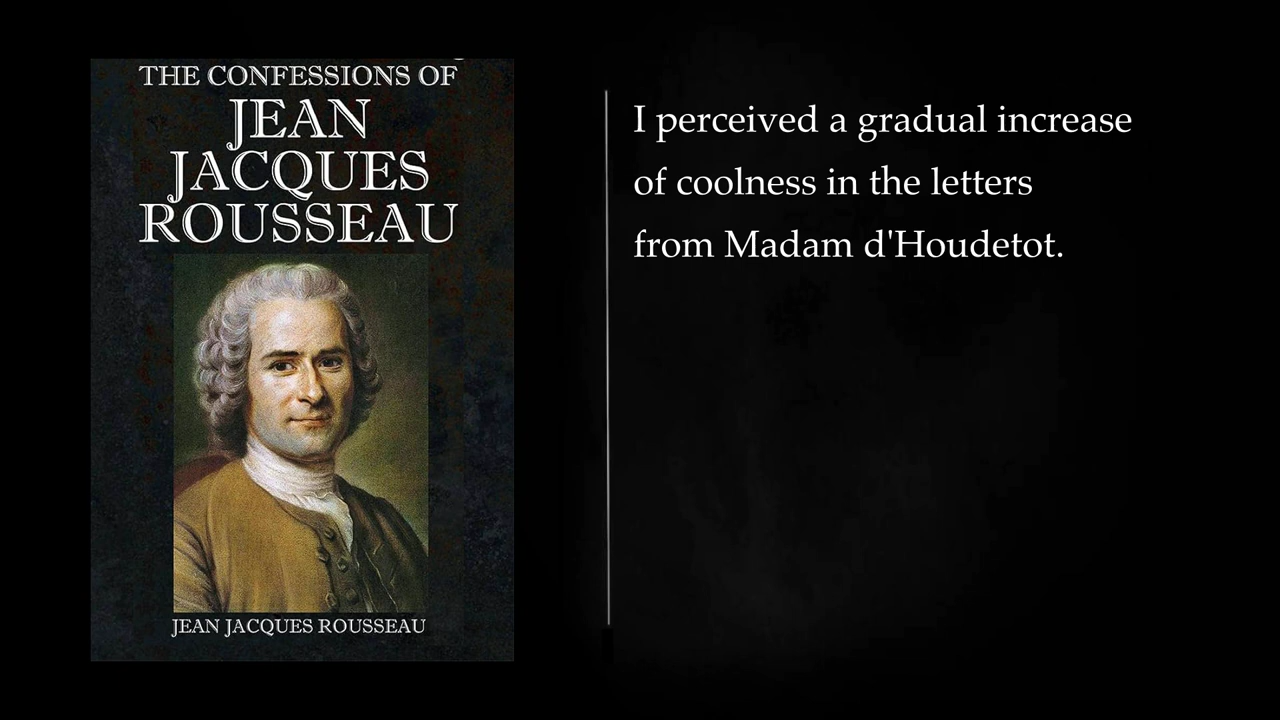 THE CONFESSIONS OF
JEAN
JACQUES
ROUSSEAU
JEAN JACQUES ROUSSEAU
I perceived a gradual increase
of coolness in the letters
from Madam d'Houdetot.